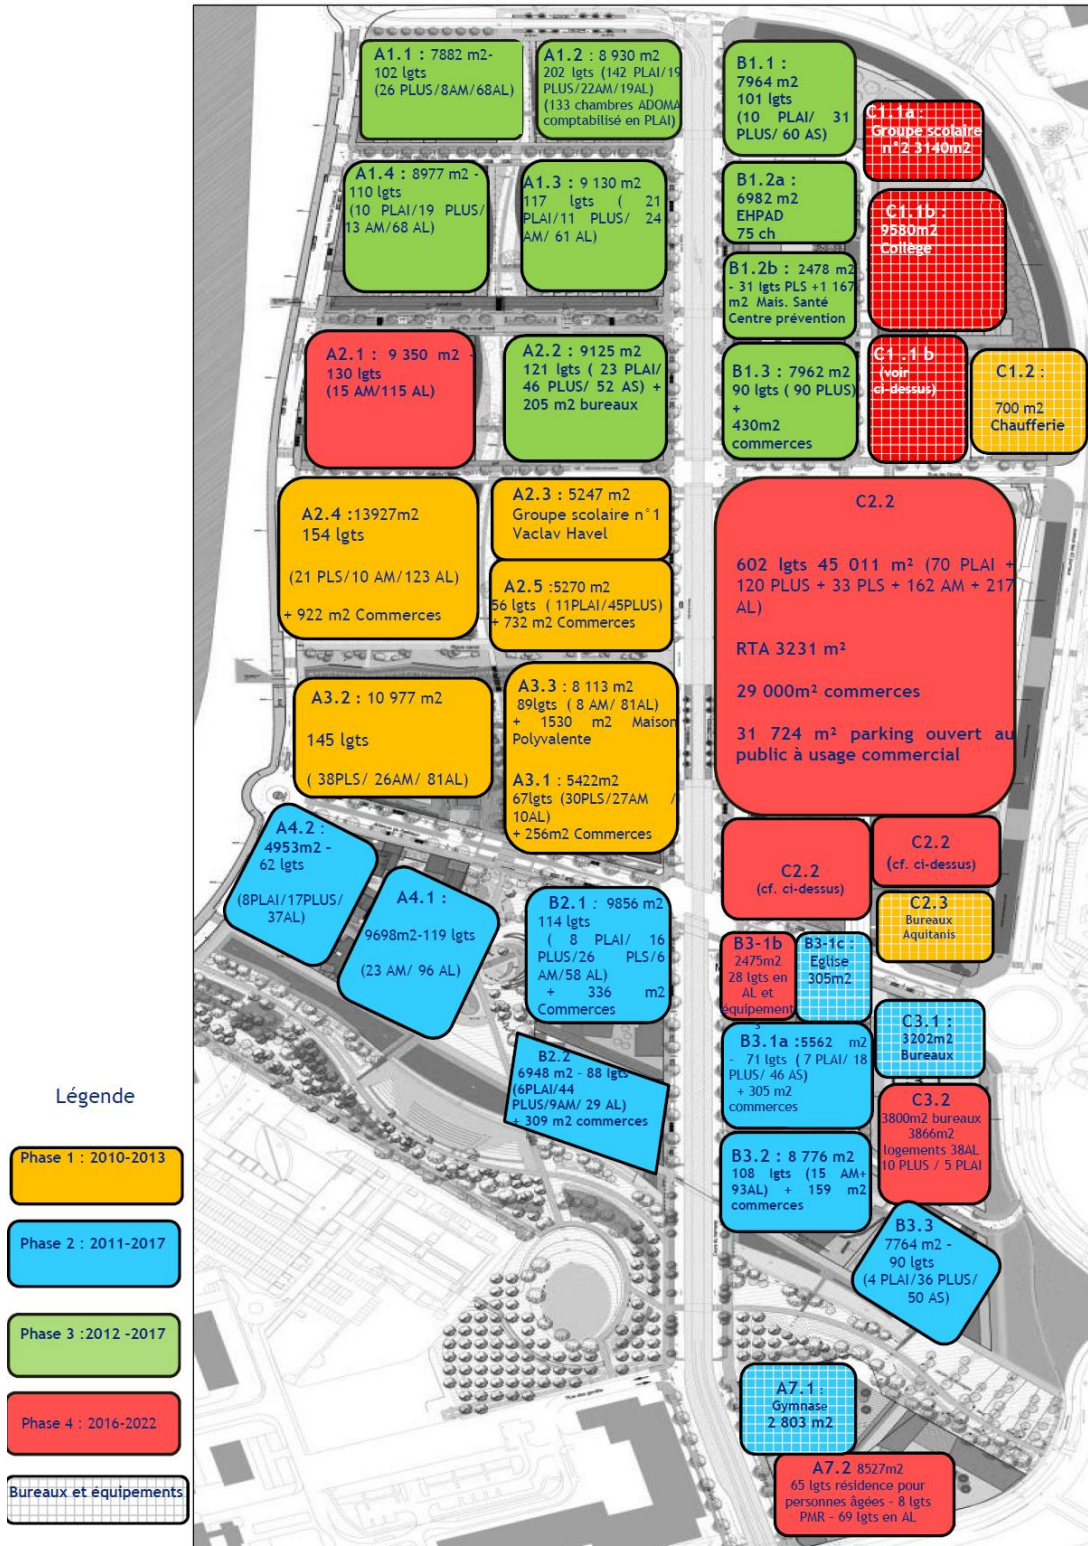 A1.1 : 7882 m2-
102 lgts
(26 PLUS/8AM/68AL)
A1.2 : 8 930 m2
202 lgts (142 PLAI/19
PLUS/22AM/19AL)
(133 chambres ADOMA
comptabilisé en PLAI)
B1.1 :
7964 m2
101 lgts
(10 PLAI/ 31
PLUS/ 60 AS)
C1.1a :
Groupe scolaire
n°2 3140m2
A1.4 : 8977 m2 -
110 lgts
(10 PLAI/19 PLUS/
13 AM/68 AL)
A1.3 : 9 130 m2
117 lgts ( 21
PLAI/11 PLUS/ 24
AM/ 61 AL)
B1.2a :
6982 m2
EHPAD
75 ch
C1.1b :
9580m2
Collège
B1.2b : 2478 m2
- 31 lgts PLS +1 167
m2 Mais. Santé
Centre prévention
A2.1 : 9 350 m2 -
130 lgts
(15 AM/115 AL)
A2.2 : 9125 m2
121 lgts ( 23 PLAI/
46 PLUS/ 52 AS) +
205 m2 bureaux
B1.3 : 7962 m2
90 lgts ( 90 PLUS)
+
430m2
commerces
C1 .1 b
(voir
ci-dessus)
C1.2 :
700 m2
Chaufferie
A2.4 :13927m2
154 lgts
(21 PLS/10 AM/123 AL)
+ 922 m2 Commerces
A2.3 : 5247 m2
Groupe scolaire n°1
Vaclav Havel
A2.5 :5270 m2
56 lgts ( 11PLAI/45PLUS)
+ 732 m2 Commerces
C2.2
602 lgts 45 011 m² (70 PLAI +
120 PLUS + 33 PLS + 162 AM + 217
AL)
RTA 3231 m²
29 000m² commerces
31 724 m² parking ouvert au
public à usage commercial
A3.2 : 10 977 m2
145 lgts
( 38PLS/ 26AM/ 81AL)
A3.3 : 8 113 m2
89lgts ( 8 AM/ 81AL)
+ 1530 m2 Maison
Polyvalente
A3.1 : 5422m2
67lgts (30PLS/27AM /
10AL)
+ 256m2 Commerces
A4.2 :
4953m2 –
62 lgts
(8PLAI/17PLUS/
37AL)
A4.1 :
9698m2-119 lgts
(23 AM/ 96 AL)
C2.2
(cf. ci-dessus)
C2.2
(cf. ci-dessus)
C2.3
Bureaux
Aquitanis
B2.1 : 9856 m2
114 lgts
( 8 PLAI/ 16
PLUS/26 PLS/6
AM/58 AL)
+ 336 m2
Commerces
B3-1b
2475m2
28 lgts en
AL et
équipement
s
B3-1c :
Eglise
305m2
C3.1 :
3202m2
Bureaux
B2.2
6948 m2 – 88 lgts
(6PLAI/44
PLUS/9AM/ 29 AL)
+ 309 m2 commerces
B3.1a :5562 m2
- 71 lgts ( 7 PLAI/ 18
PLUS/ 46 AS)
+ 305 m2
commerces
C3.2
3800m2 bureaux
3866m2
logements 38AL
10 PLUS / 5 PLAI
B3.2 : 8 776 m2
108 lgts (15 AM+
93AL) + 159 m2
commerces
B3.3
7764 m2 –
90 lgts
(4 PLAI/36 PLUS/
50 AS)
A7.1 :
Gymnase
2 803 m2
A7.2 8527m2
65 lgts résidence pour
personnes âgées – 8 lgts
PMR – 69 lgts en AL
Légende
Phase 1 : 2010-2013
Phase 2 : 2011-2017
Phase 3 :2012 -2017
Phase 4 : 2016-2022
Bureaux et équipements